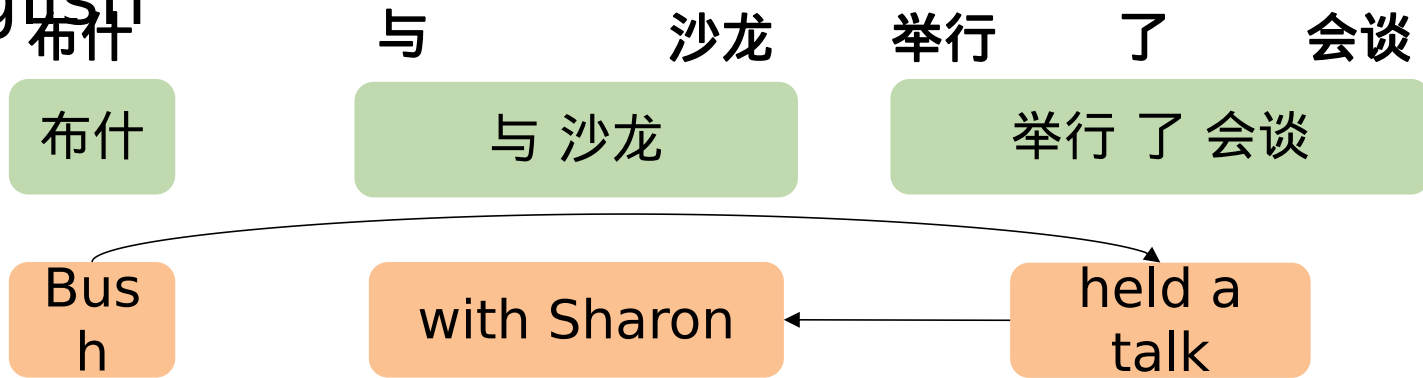 布什 与 沙龙 举行 了 会谈
布什 与 沙龙 举行 了 会谈
Bus
h
with Sharon
held a
talk